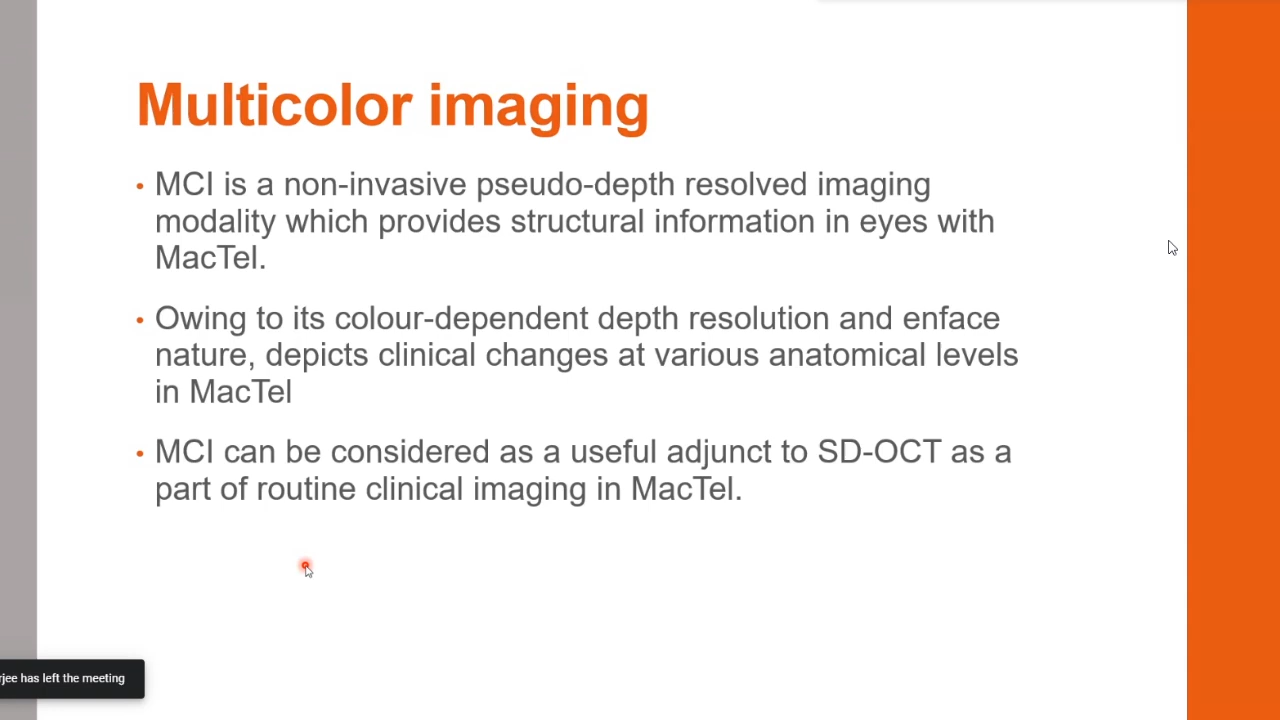 Multicolor imaging
• MCI is a non-invasive pseudo-depth resolved imaging
modality which provides structural information in eyes with
MacTel.
• Owing to its colour-dependent depth resolution and enface
nature, depicts clinical changes at various anatomical levels
in MacTel
• MCI can be considered as a useful adjunct to SD-OCT as a
part of routine clinical imaging in MacTel.
has left the meeting